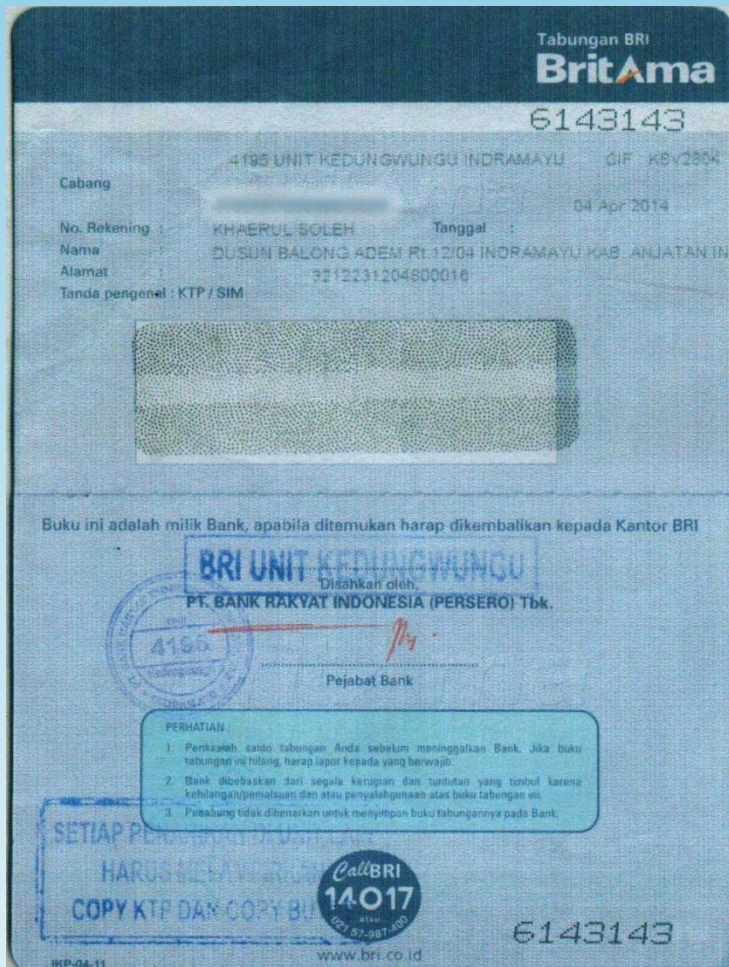 Tabungan BRI
BritAma
6143143
4195 UNIT KEDUNGWUNGU INDRAMAYU CIF KBV2804
Cabang
04 Apr 2014
No. Rekening : Tanggal :
KHAERUL SOLEH
Nama :
DUSUN BALONG ADEM Rt.12/04 INDRAMAYU KAB ANJATAN IN
Alamat :
3212231204800016
Tanda pengenal : KTP / SIM
Buku ini adalah milik Bank, apabila ditemukan harap dikembalikan kepada Kantor BRI
BRI UNIT KEDUNGWUNGU
Disahkan oleh,
PT. BANK RAKYAT INDONESIA (PERSERO) Tbk.
4195
Pejabat Bank
PERHATIAN :
1. Periksalah saldo tabungan Anda sebelum meninggalkan Bank. Jika buku
tabungan ini hilang, harap lapor kepada yang berwajib.
2. Bank dibebaskan dari segala kerugian dan tuntutan yang timbul karena
kehilangan/pemalsuan dan atau penyalahgunaan atas buku tabungan ini.
3. Penabung tidak dibenarkan untuk menyimpan buku tabungannya pada Bank.
SETIAP
HARUS
COPY KTP DAN COPY
CallBRI
14017
atau
021 57-987-400
www.bri.co.id
6143143
IKP-04-11